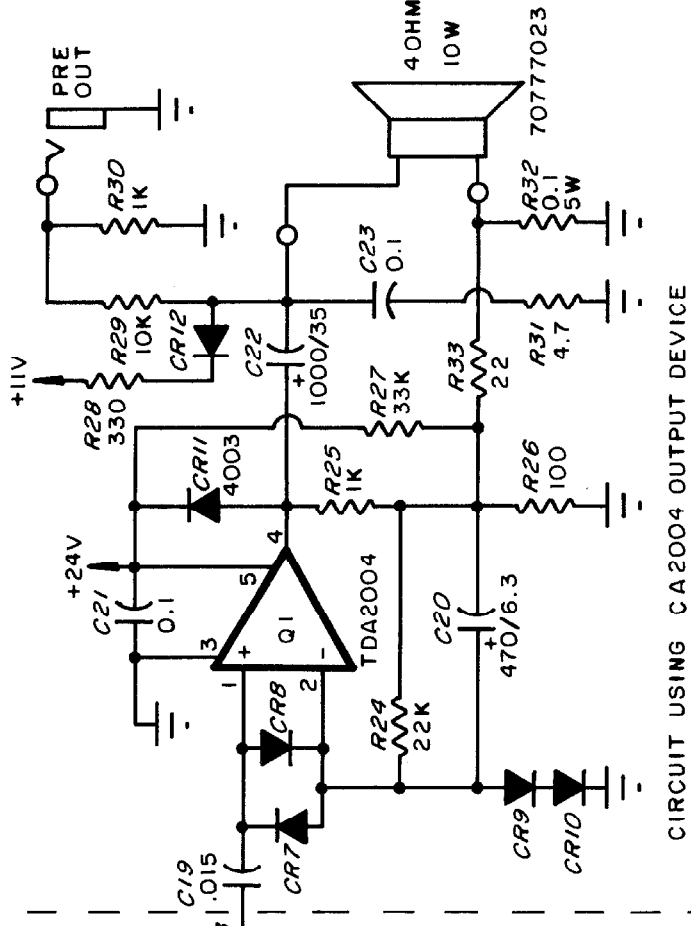 PRE
OUT
4 OHM
10W
70777023
+11V
R28
330
R29
10K
R30
1K
CR12
C22
+
1000/35
C23
0.1
R32
0.1
5W
R31
4.7
R33
22
R27
33K
+24V
C21
0.1
CR11
4003
R25
1K
R26
100
3
5
4
1
+
2
-
Q1
TDA2004
C20
+
470/6.3
R24
22K
CR8
CR7
C19
.015
CR9
CR10
CIRCUIT USING CA2004 OUTPUT DEVICE